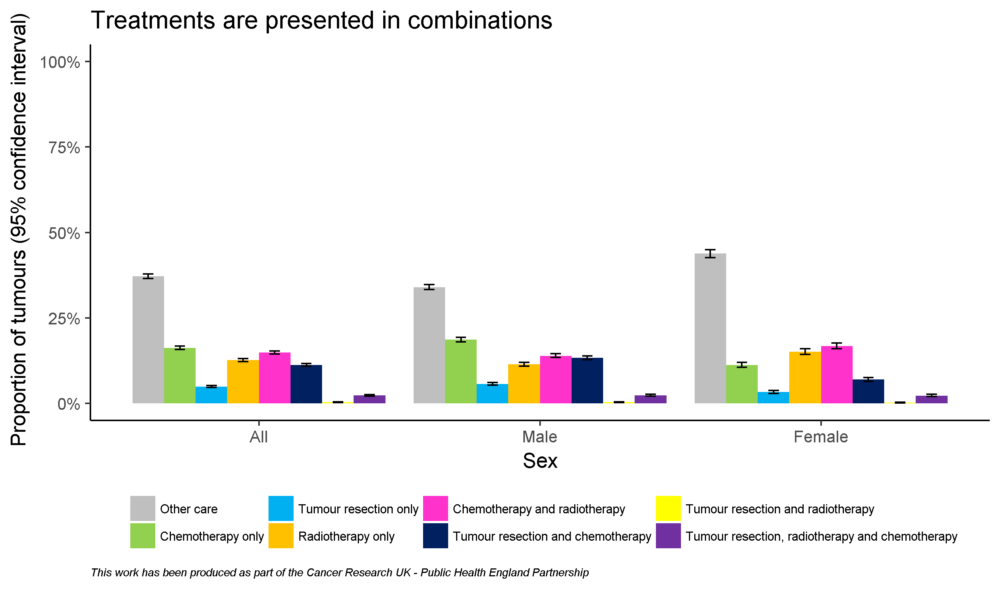 Treatments are presented in combinations
Proportion of tumours (95% confidence interval)
100%
75%
50%
25%
0%
All Male Female
Sex
Other care Tumour resection only Chemotherapy and radiotherapy Tumour resection and radiotherapy
Chemotherapy only Radiotherapy only Tumour resection and chemotherapy Tumour resection, radiotherapy and chemotherapy
This work has been produced as part of the Cancer Research UK - Public Health England Partnership